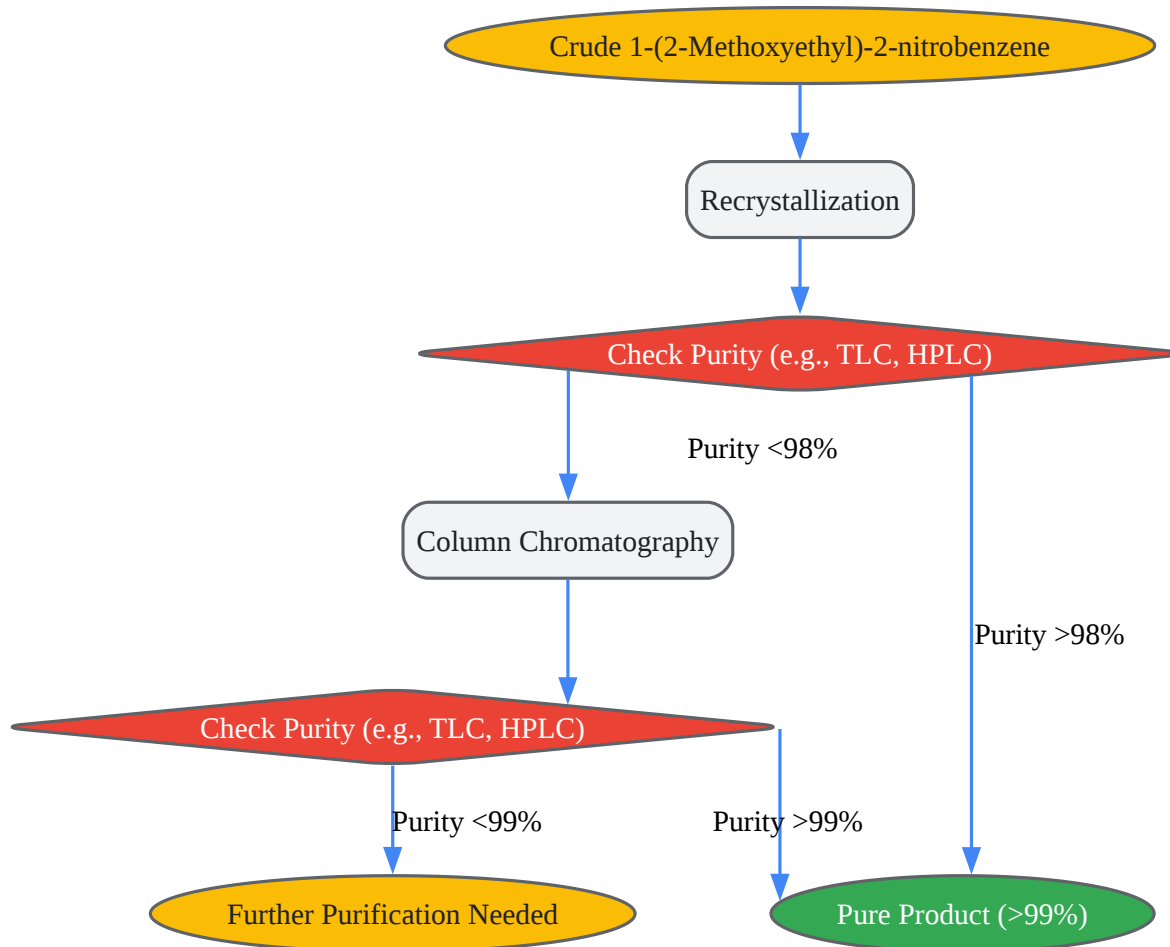 Crude 1-(2-Methoxyethyl)-2-nitrobenzene
Recrystallization
Check Purity (e.g., TLC, HPLC)
Purity <98%
Column Chromatography
Purity >98%
Check Purity (e.g., TLC, HPLC)
Purity <99%
Purity >99%
Further Purification Needed
Pure Product (>99%)